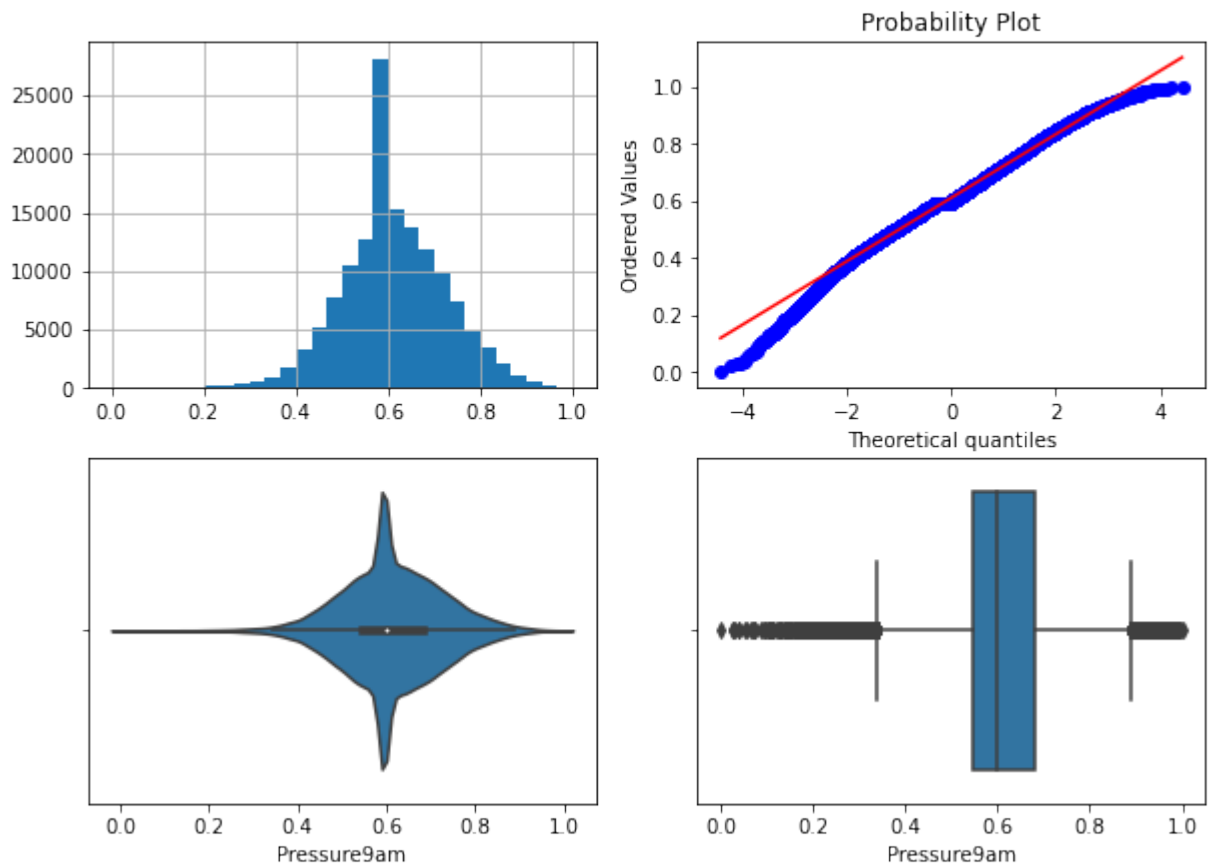 25000
20000
15000
10000
5000
0
0.0 0.2 0.4 0.6 0.8 1.0
Probability Plot
Ordered Values
1.0
0.8
0.6
0.4
0.2
0.0
−4 −2 0 2 4
Theoretical quantiles
0.0 0.2 0.4 0.6 0.8 1.0
Pressure9am
0.0 0.2 0.4 0.6 0.8 1.0
Pressure9am